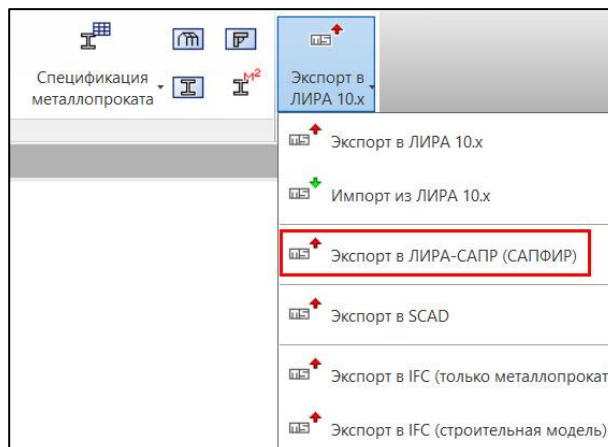 M²
Спецификация
металлопроката
Экспорт в
ЛИРА 10.x
Экспорт в ЛИРА 10.x
Импорт из ЛИРА 10.x
Экспорт в ЛИРА-САПР (САПФИР)
Экспорт в SCAD
Экспорт в IFC (только металлопрокат
Экспорт в IFC (строительная модель)